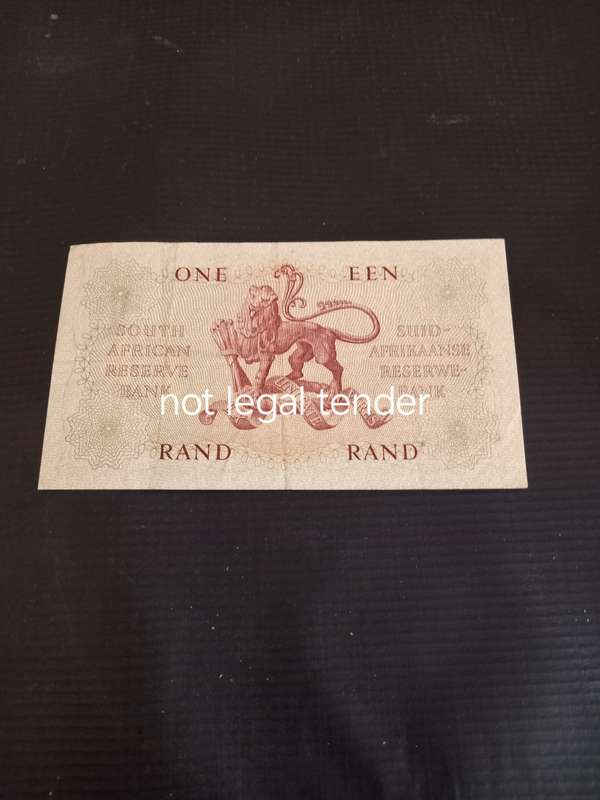 ONE EEN
SOUTH
AFRICAN
RESERVE
BANK
SUID-
AFRIKAANSE
RESERWE-
BANK
not legal tender
RAND RAND